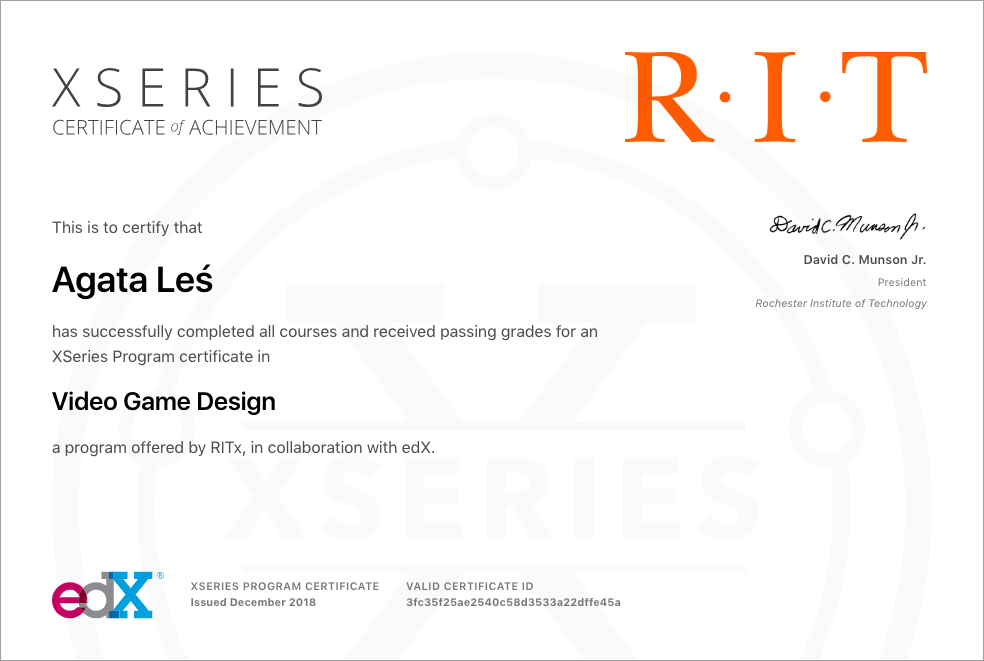 XSERIES
CERTIFICATE of ACHIEVEMENT
R·I·T
This is to certify that
Agata Leś
has successfully completed all courses and received passing grades for an
XSeries Program certificate in
Video Game Design
a program offered by RITx, in collaboration with edX.
David C. Munson Jr.
David C. Munson Jr.
President
Rochester Institute of Technology
XSERIES
edX®
XSERIES PROGRAM CERTIFICATE
Issued December 2018
VALID CERTIFICATE ID
3fc35f25ae2540c58d3533a22dffe45a